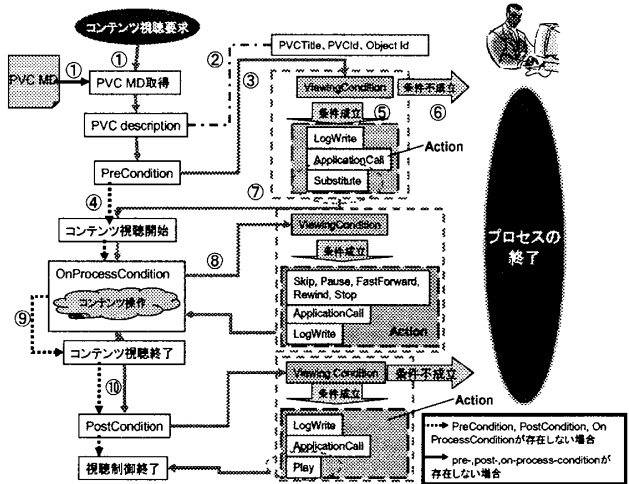 コンテンツ視聴要求
①
①
②
PVCTitle, PVCId, Object Id
PVC MD
PVC MD取得
③
PVC description
ViewingCondition
条件不成立
条件成立
⑤
⑥
LogWrite
ApplicationCall
Substitute
Action
PreCondition
④
⑦
コンテンツ視聴開始
ViewingCondition
条件成立
OnProcessCondition
⑧
コンテンツ操作
Skip, Pause, FastForward,
Rewind, Stop
ApplicationCall
LogWrite
Action
⑨
コンテンツ視聴終了
Viewing Condition
条件不成立
条件成立
Action
⑩
PostCondition
LogWrite
ApplicationCall
Play
視聴制御終了
プロセスの
終了
PreCondition, PostCondition, On
ProcessConditionが存在しない場合
pre-,post-,on-process-conditionが
存在しない場合